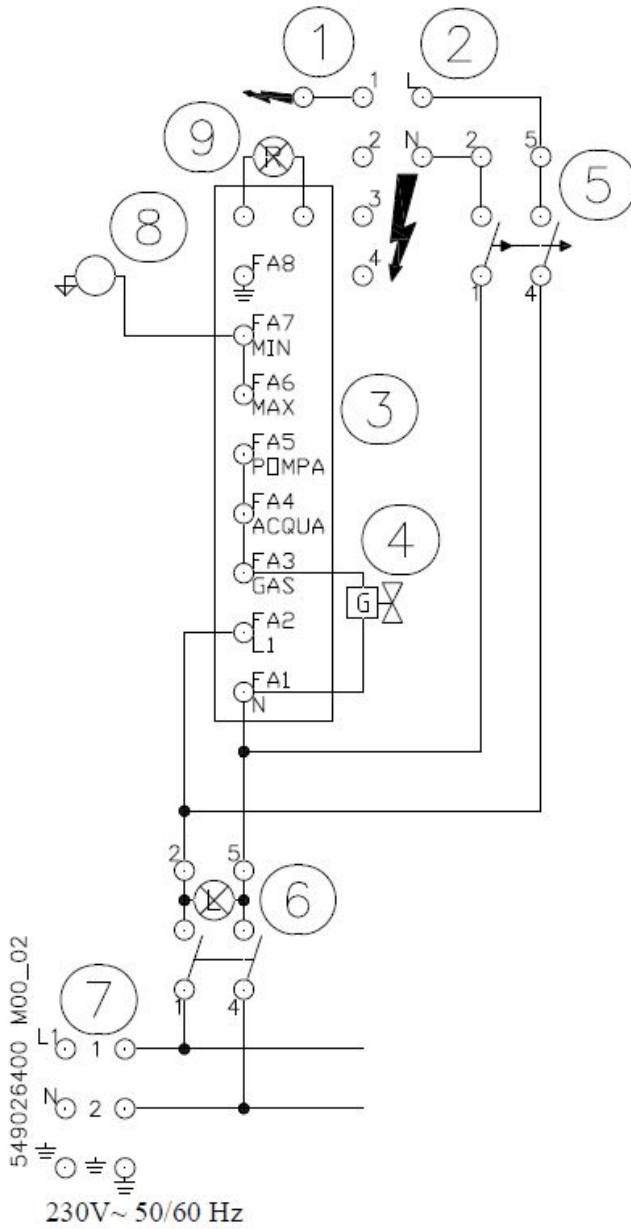 1 2
1 L
9 R 2 N 2 5
3 5
8 FA8 4
1 4
FA7
MIN
FA6
MAX 3
FA5
POMPA
FA4
ACQUA 4
FA3
GAS G
FA2
L1
FA1
N
2 5
L 6
7 1 4
L1 1
N 2
549026400 M00_02
230V~ 50/60 Hz